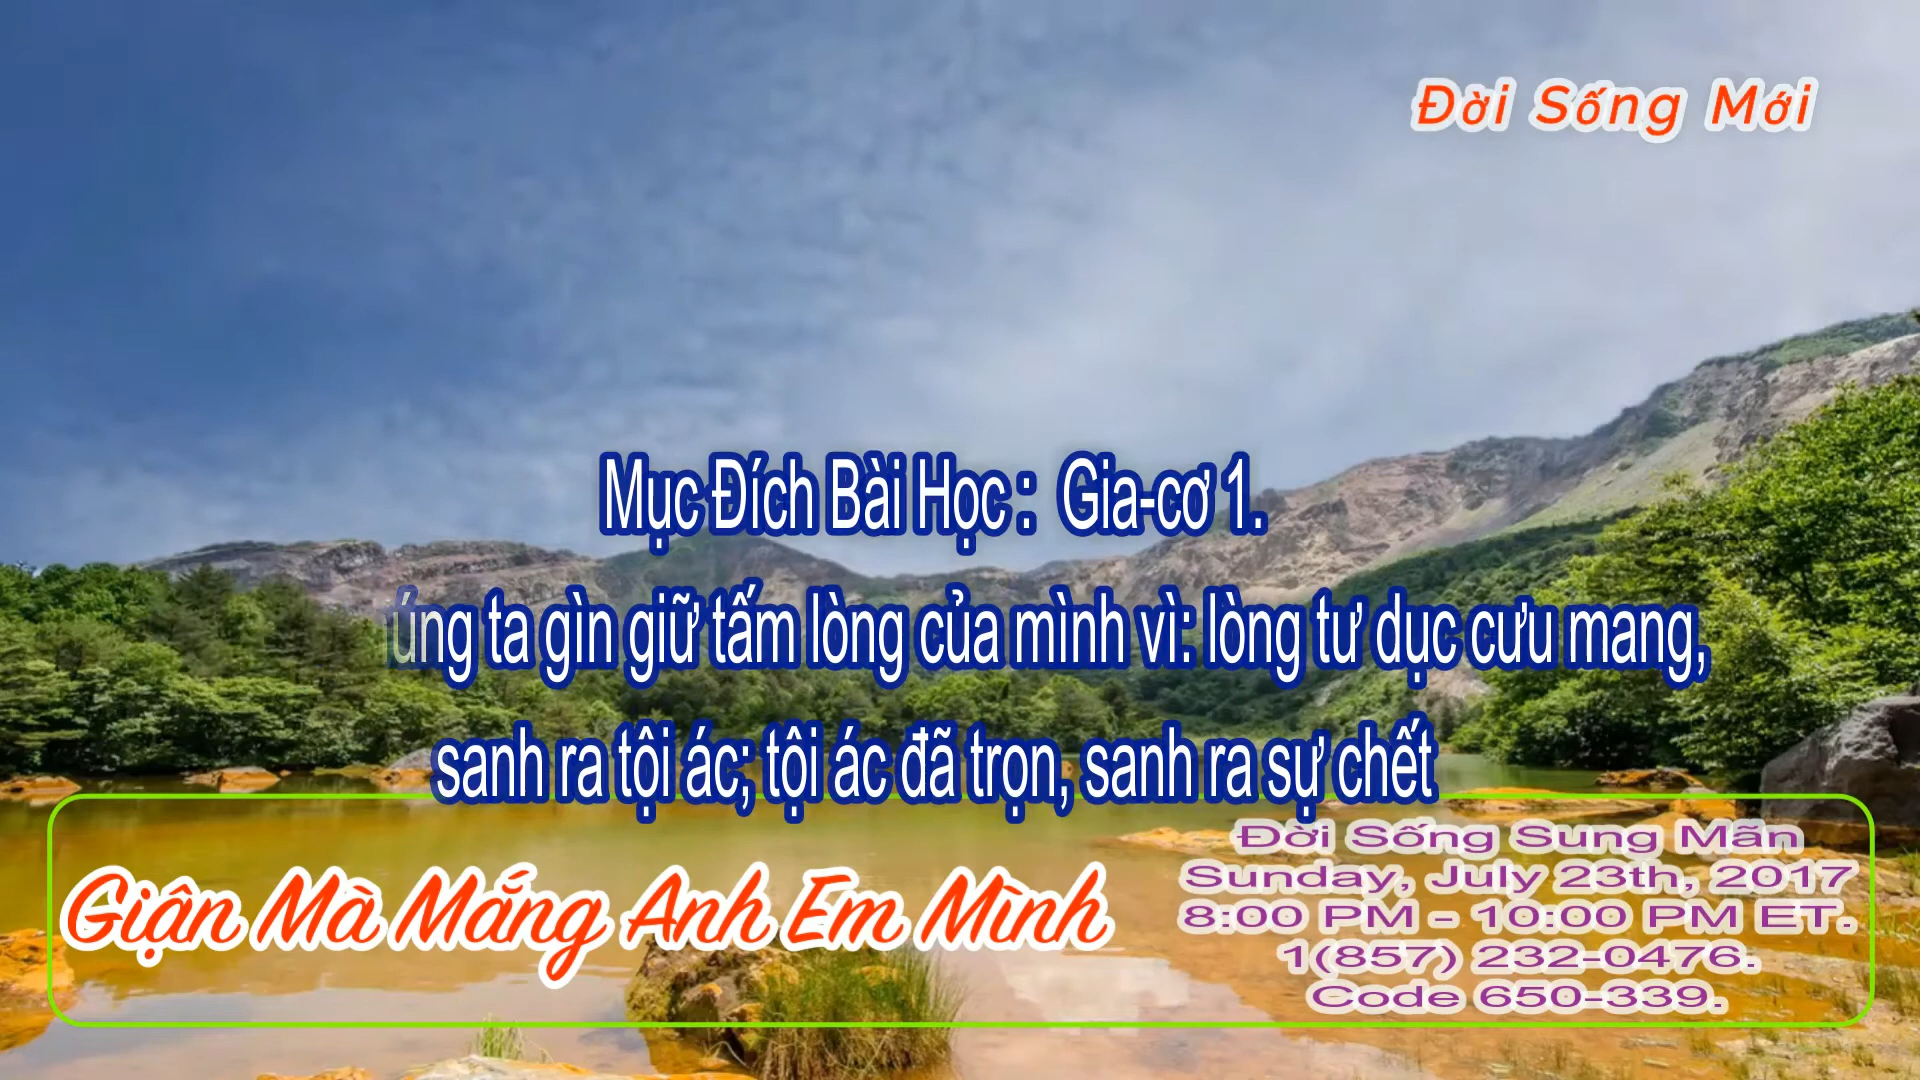 Đời Sống Mới
Mục Đích Bài Học : Gia-cơ 1.
úng ta gìn giữ tấm lòng của mình vì: lòng tư dục cưu mang,
sanh ra tội ác; tội ác đã trọn, sanh ra sự chết
Giận Mà Mắng Anh Em Mình
Đời Sống Sung Mãn
Sunday, July 23th, 2017
8:00 PM - 10:00 PM ET.
1(857) 232-0476.
Code 650-339.